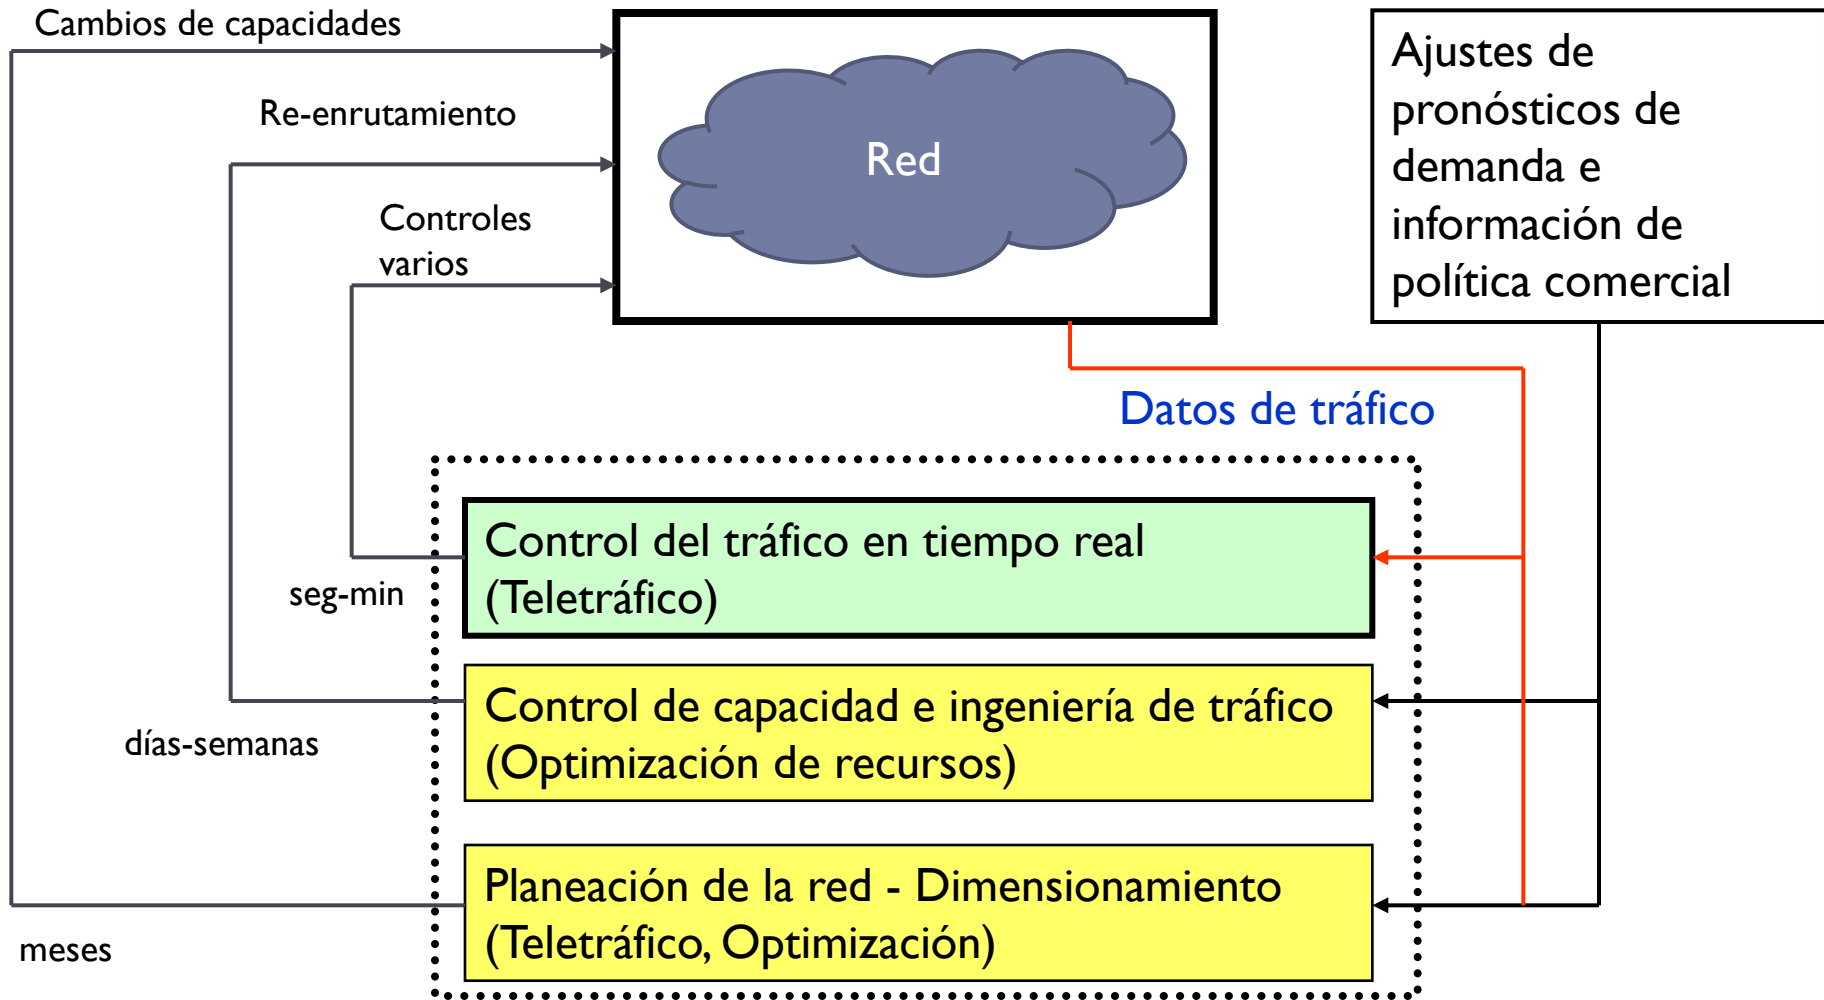 Cambios de capacidades
Re-enrutamiento
Controles
varios
Red
Ajustes de
pronósticos de
demanda e
información de
política comercial
Datos de tráfico
Control del tráfico en tiempo real
(Teletráfico)
seg-min
Control de capacidad e ingeniería de tráfico
(Optimización de recursos)
días-semanas
Planeación de la red - Dimensionamiento
(Teletráfico, Optimización)
meses